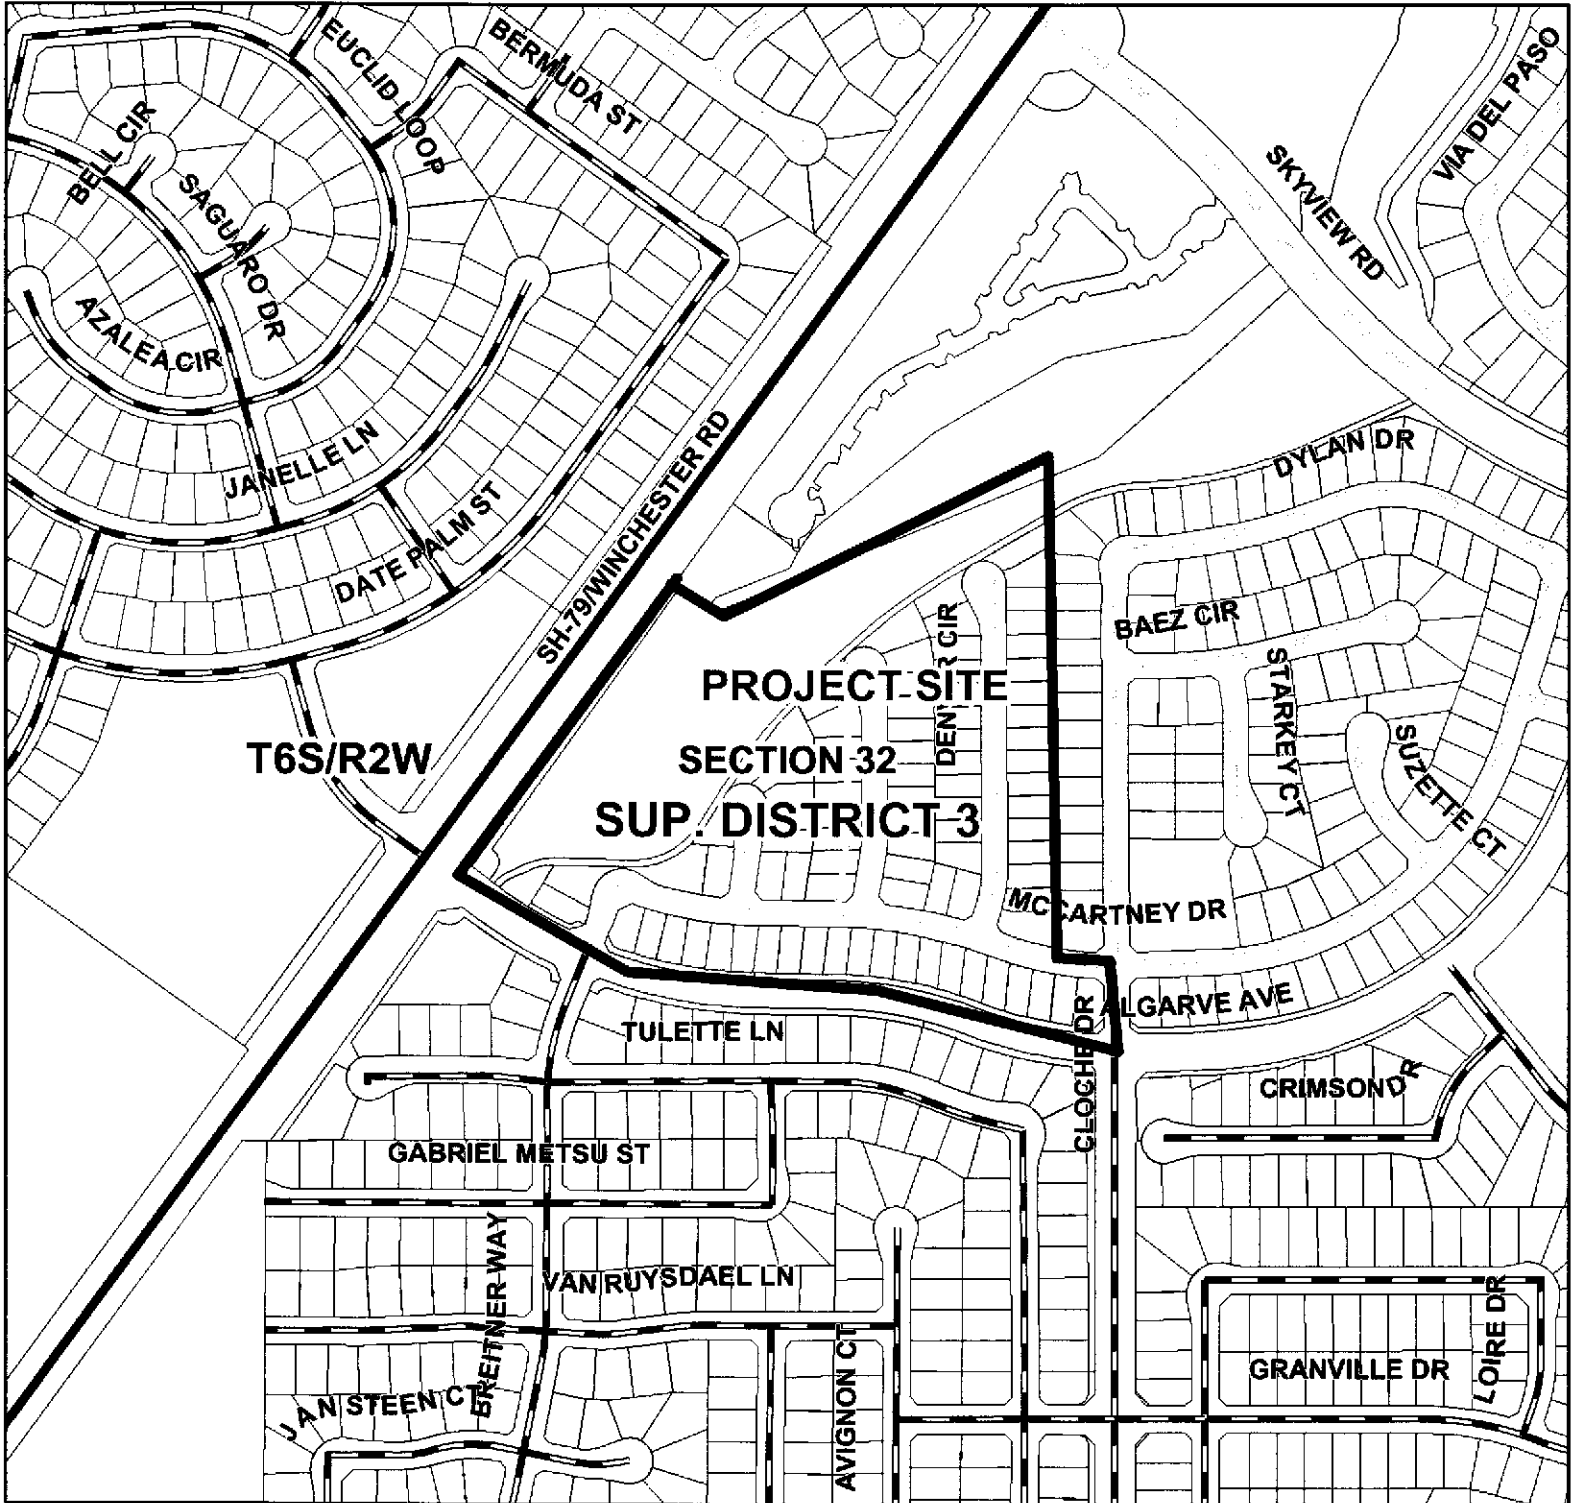 EUCLID LOOP
BERMUDA ST
VIA DEL PASO
BELL CIR
SAGUARO DR
SKYVIEW RD
AZALEA CIR
JANELLE LN
DATE PALM ST
SH-79/WINCHESTER RD
DYLAN DR
BAEZ CIR
STARKEY CT
SUZETTE CT
PROJECT SITE
T6S/R2W
SECTION 32
SUP. DISTRICT 3
MCCARTNEY DR
ALGARVE AVE
TULETTE LN
CLOCHE DR
CRIMSON DR
GABRIEL METSU ST
BREITNER WAY
VAN RUYSDAEL LN
AVIGNON CT
GRANVILLE DR
LOIRE DR
JAN STEEN CT
CIR